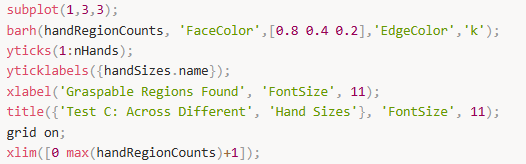 subplot(1,3,3);
barh(handRegionCounts, 'FaceColor',[0.8 0.4 0.2],'EdgeColor','k');
yticks(1:nHands);
yticklabels({handSizes.name});
xlabel('Graspable Regions Found', 'FontSize', 11);
title({'Test C: Across Different', 'Hand Sizes'}, 'FontSize', 11);
grid on;
xlim([0 max(handRegionCounts)+1]);